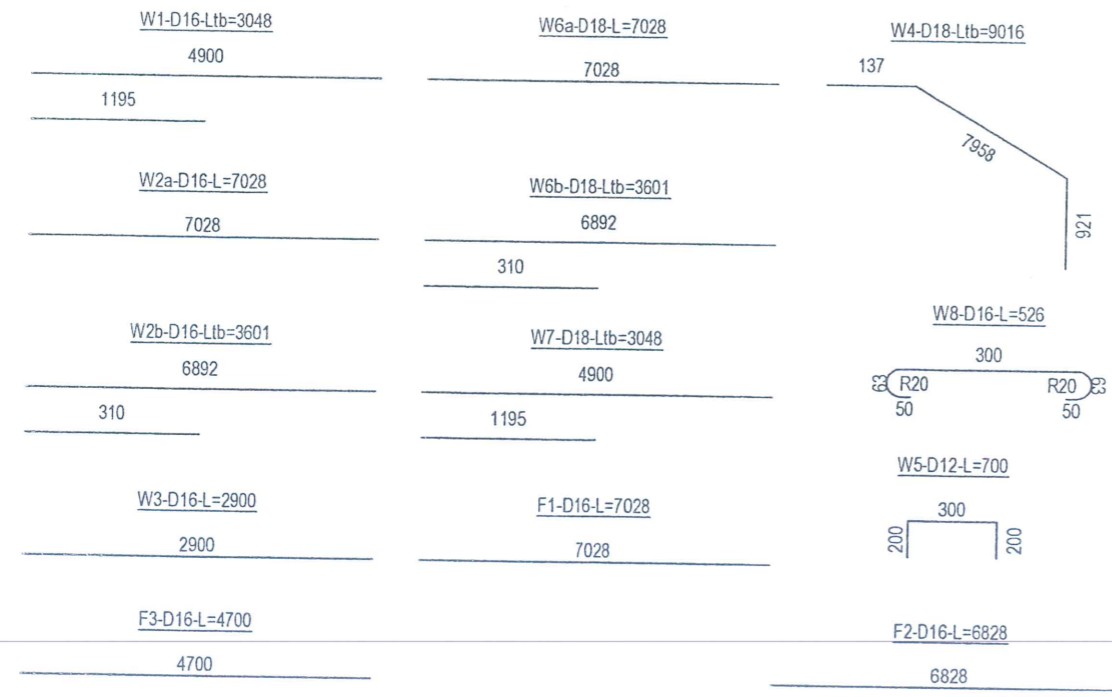 W1-D16-Ltb=3048
4900
1195
W6a-D18-L=7028
7028
W4-D18-Ltb=9016
137
7958
921
W2a-D16-L=7028
7028
W6b-D18-Ltb=3601
6892
310
W2b-D16-Ltb=3601
6892
310
W7-D18-Ltb=3048
4900
1195
W8-D16-L=526
300
63 R20 R20 63
50 50
W3-D16-L=2900
2900
F1-D16-L=7028
7028
W5-D12-L=700
300
200 200
F3-D16-L=4700
4700
F2-D16-L=6828
6828